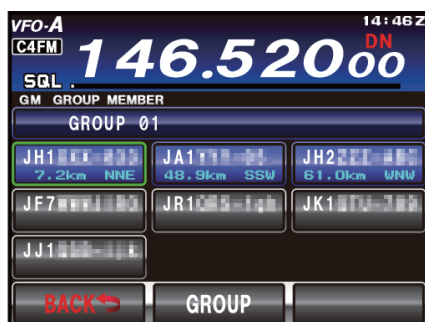 VFO-A 14:46Z
C4FM DN
146.52000
SQL
GM GROUP MEMBER
GROUP 01
JH1 JA1 JH2
7.2km NNE 48.9km SSW 61.0km WNW
JF7 JR1 JK1
JJ1
BACK GROUP